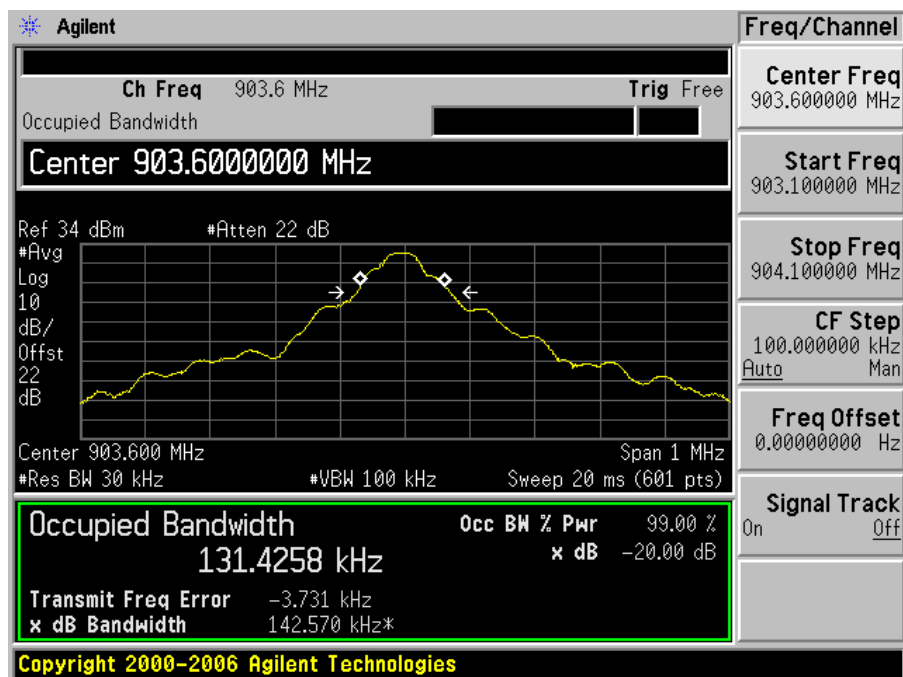 Agilent
Freq/Channel
Ch Freq 903.6 MHz Trig Free
Occupied Bandwidth
Center 903.6000000 MHz
Ref 34 dBm #Atten 22 dB
#Avg
Log
10
dB/
Offst
22
dB
Center 903.600 MHz Span 1 MHz
#Res BW 30 kHz #VBW 100 kHz Sweep 20 ms (601 pts)
Occupied Bandwidth
131.4258 kHz
Occ BW % Pwr 99.00 %
x dB -20.00 dB
Transmit Freq Error -3.731 kHz
x dB Bandwidth 142.570 kHz*
Center Freq
903.600000 MHz
Start Freq
903.100000 MHz
Stop Freq
904.100000 MHz
CF Step
100.000000 kHz
Auto Man
Freq Offset
0.00000000 Hz
Signal Track
On Off
Copyright 2000-2006 Agilent Technologies